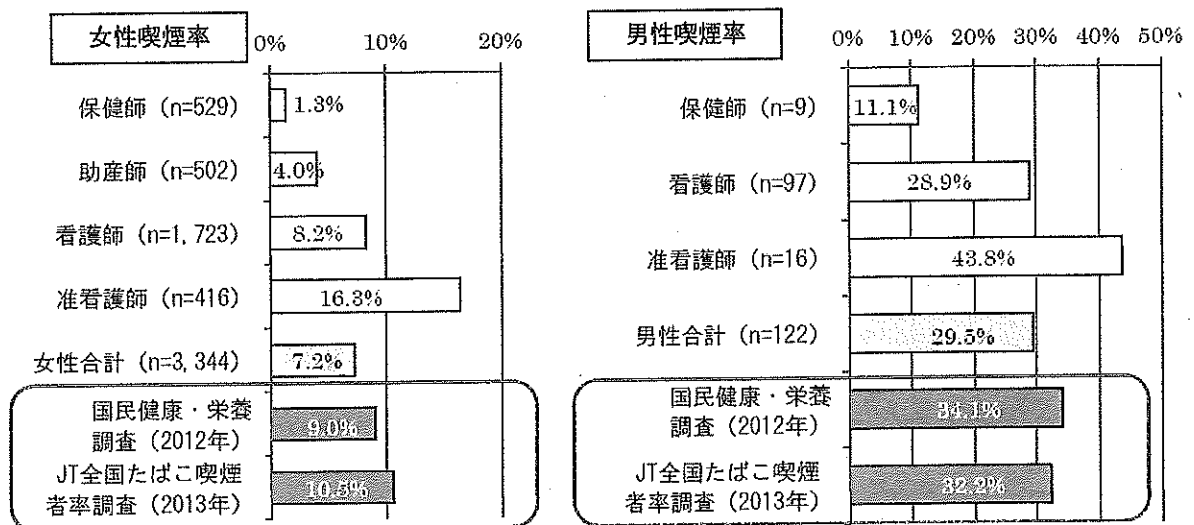 女性喫煙率
0% 10% 20%
保健師 (n=529) 1.3%
助産師 (n=502) 4.0%
看護師 (n=1,723) 8.2%
准看護師 (n=416) 16.3%
女性合計 (n=3,344) 7.2%
国民健康・栄養
調査 (2012年) 9.0%
JT全国たばこ喫煙
者率調査 (2013年) 10.5%
男性喫煙率
0% 10% 20% 30% 40% 50%
保健師 (n=9) 11.1%
看護師 (n=97) 28.9%
准看護師 (n=16) 43.8%
男性合計 (n=122) 29.5%
国民健康・栄養
調査 (2012年) 34.1%
JT全国たばこ喫煙
者率調査 (2013年) 32.2%